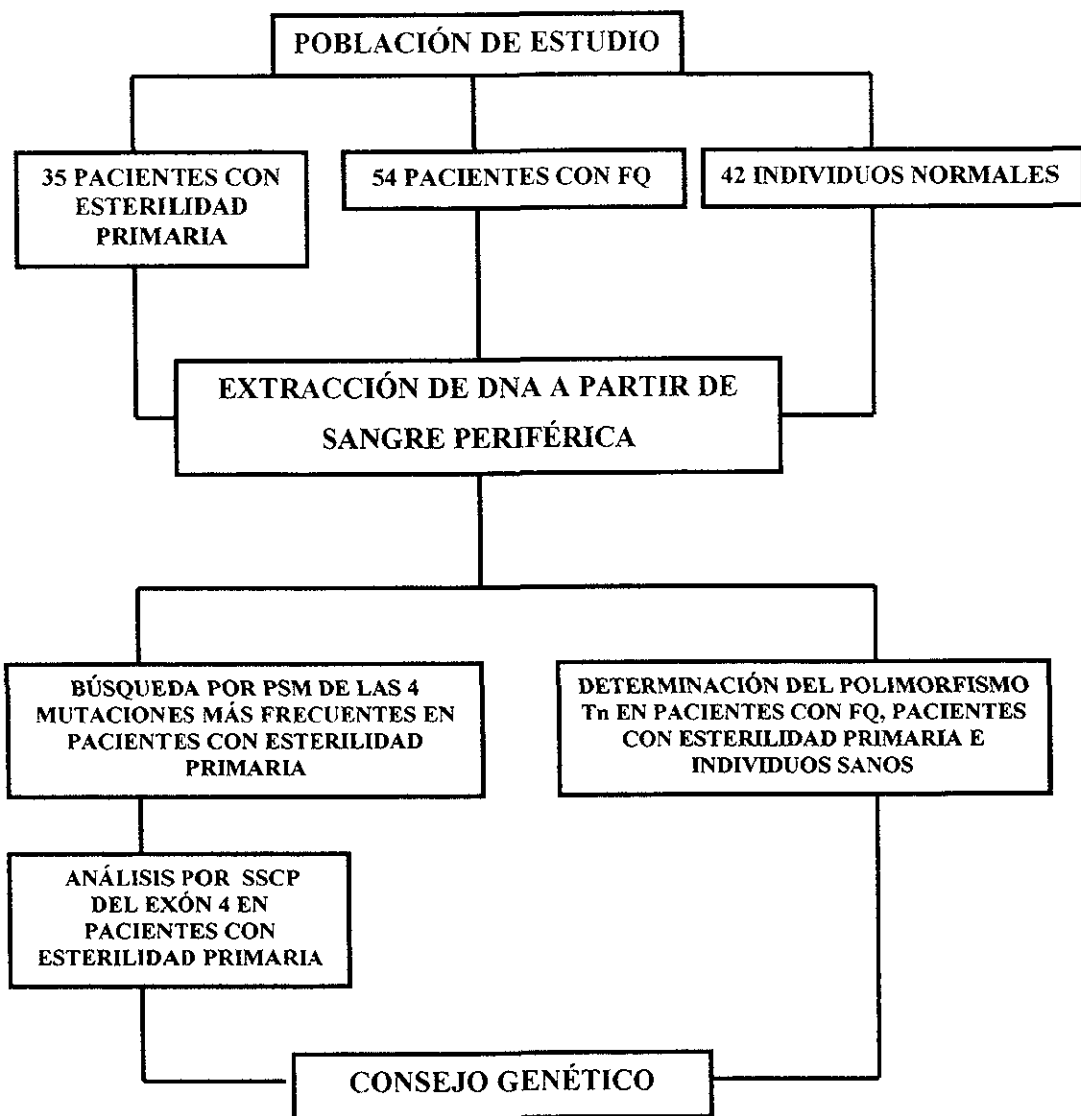 POBLACIÓN DE ESTUDIO
35 PACIENTES CON
ESTERILIDAD
PRIMARIA
54 PACIENTES CON FQ
42 INDIVIDUOS NORMALES
EXTRACCIÓN DE DNA A PARTIR DE
SANGRE PERIFÉRICA
BÚSQUEDA POR PSM DE LAS 4
MUTACIONES MÁS FRECUENTES EN
PACIENTES CON ESTERILIDAD
PRIMARIA
DETERMINACIÓN DEL POLIMORFISMO
Tn EN PACIENTES CON FQ, PACIENTES
CON ESTERILIDAD PRIMARIA E
INDIVIDUOS SANOS
ANÁLISIS POR SSCP
DEL EXÓN 4 EN
PACIENTES CON
ESTERILIDAD PRIMARIA
CONSEJO GENÉTICO